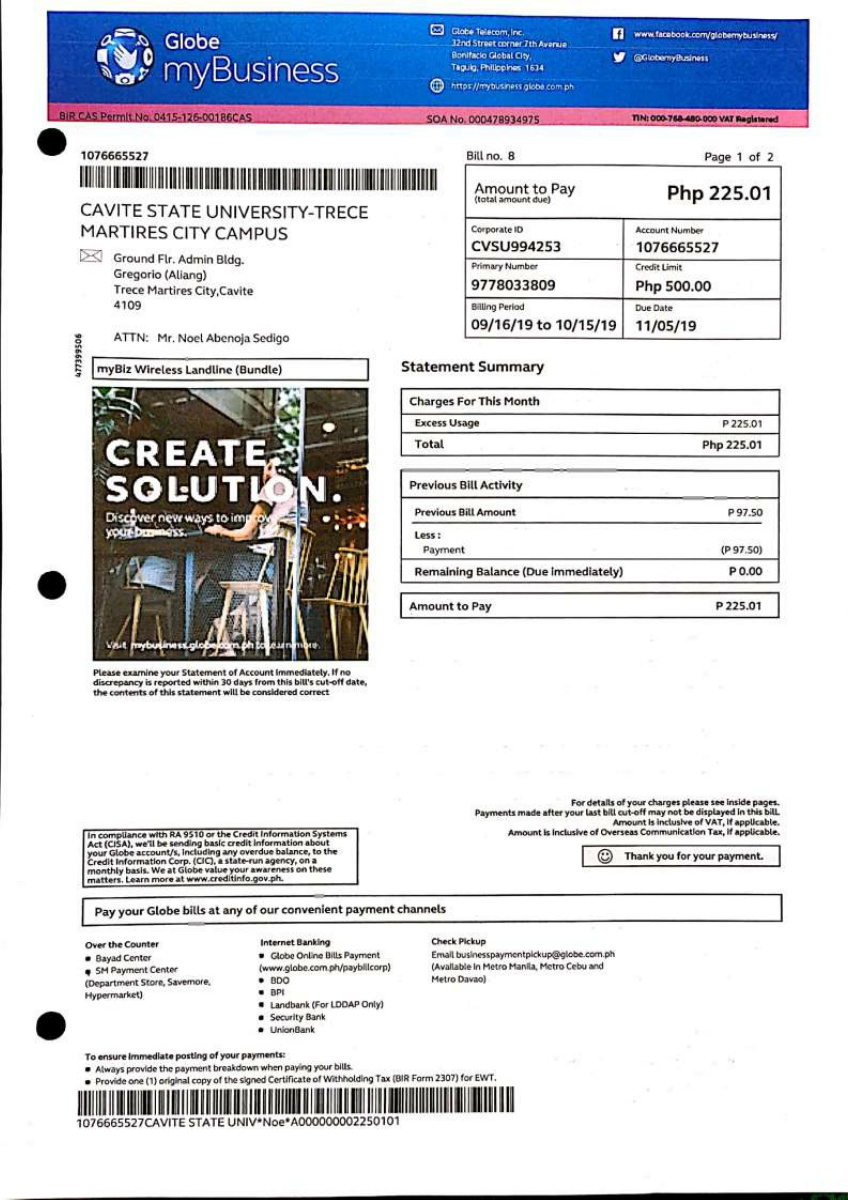 Globe
myBusiness
Globe Telecom, Inc.
32nd Street corner 7th Avenue
Bonifacio Global City,
Taguig, Philippines 1634
https://mybusiness.globe.com.ph
www.facebook.com/globemybusiness/
@GlobemyBusiness
BIR CAS Permit No. 0415-126-00186CAS
SOA No. 000478934975
TIN: 000-768-480-000 VAT Registered
1076665527
Bill no. 8
Page 1 of 2
CAVITE STATE UNIVERSITY-TRECE
MARTIRES CITY CAMPUS
Ground Flr. Admin Bldg.
Gregorio (Aliang)
Trece Martires City,Cavite
4109
ATTN: Mr. Noel Abenoja Sedigo
477399506
Amount to Pay
(total amount due)
Php 225.01
Corporate ID
CVSU994253
Account Number
1076665527
Primary Number
9778033809
Credit Limit
Php 500.00
Billing Period
09/16/19 to 10/15/19
Due Date
11/05/19
myBiz Wireless Landline (Bundle)
CREATE
SOLUTION.
Discover new ways to improve
your business.
Visit mybusiness.globe.com.ph to learn more.
Please examine your Statement of Account immediately. If no
discrepancy is reported within 30 days from this bill's cut-off date,
the contents of this statement will be considered correct
Statement Summary
Charges For This Month
Excess Usage P 225.01
Total Php 225.01
Previous Bill Activity
Previous Bill Amount P 97.50
Less :
Payment (P 97.50)
Remaining Balance (Due immediately) P 0.00
Amount to Pay P 225.01
For details of your charges please see inside pages.
Payments made after your last bill cut-off may not be displayed in this bill.
Amount is inclusive of VAT, if applicable.
Amount is inclusive of Overseas Communication Tax, if applicable.
Thank you for your payment.
In compliance with RA 9510 or the Credit Information Systems
Act (CISA), we'll be sending basic credit information about
your Globe account/s, including any overdue balance, to the
Credit Information Corp. (CIC), a state-run agency, on a
monthly basis. We at Globe value your awareness on these
matters. Learn more at www.creditinfo.gov.ph.
Pay your Globe bills at any of our convenient payment channels
Over the Counter
Bayad Center
SM Payment Center
(Department Store, Savemore,
Hypermarket)
Internet Banking
Globe Online Bills Payment
(www.globe.com.ph/paybillcorp)
BDO
BPI
Landbank (For LDDAP Only)
Security Bank
UnionBank
Check Pickup
Email businesspaymentpickup@globe.com.ph
(Available in Metro Manila, Metro Cebu and
Metro Davao)
To ensure immediate posting of your payments:
Always provide the payment breakdown when paying your bills.
Provide one (1) original copy of the signed Certificate of Withholding Tax (BIR Form 2307) for EWT.
1076665527CAVITE STATE UNIV*Noe*A000000002250101